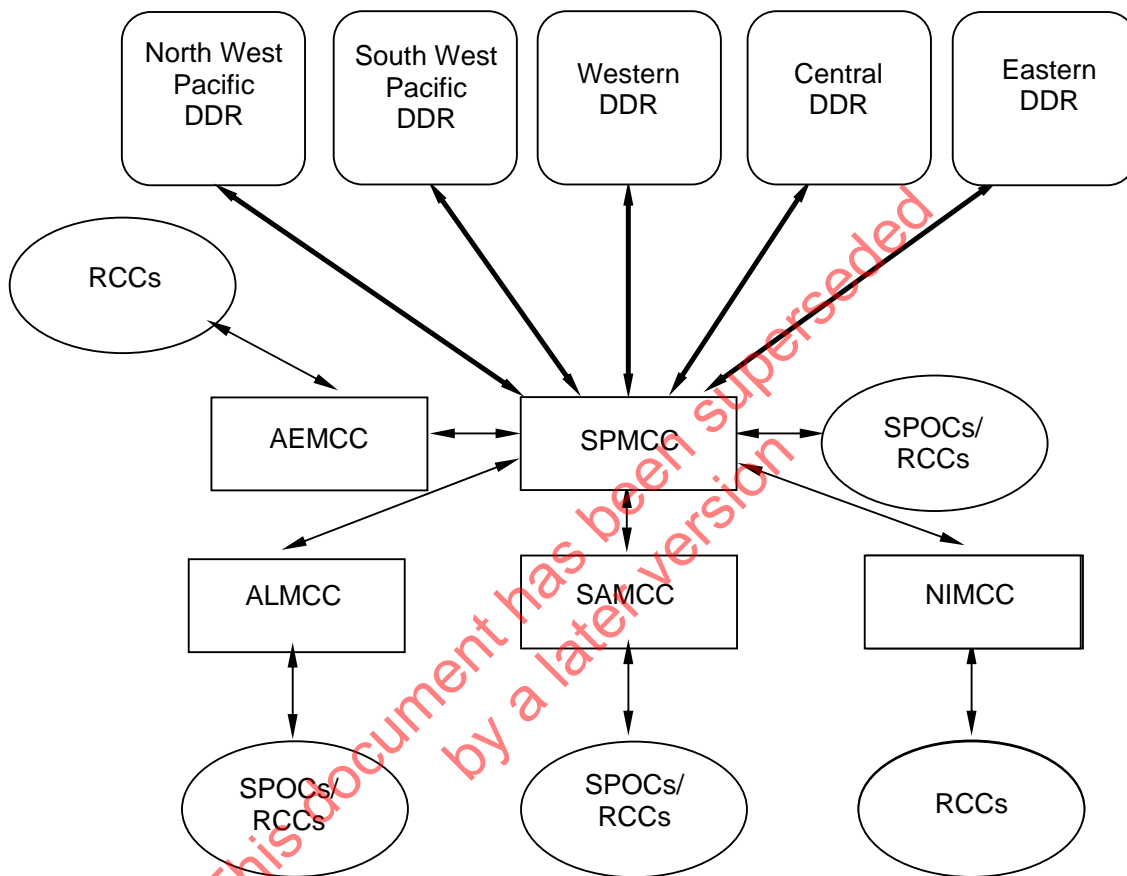 North West
Pacific
DDR
South West
Pacific
DDR
Western
DDR
Central
DDR
Eastern
DDR
RCCs
AEMCC
SPMCC
SPOCs/
RCCs
ALMCC
SAMCC
NIMCC
SPOCs/
RCCs
SPOCs/
RCCs
RCCs
This document has been superseded
by a later version